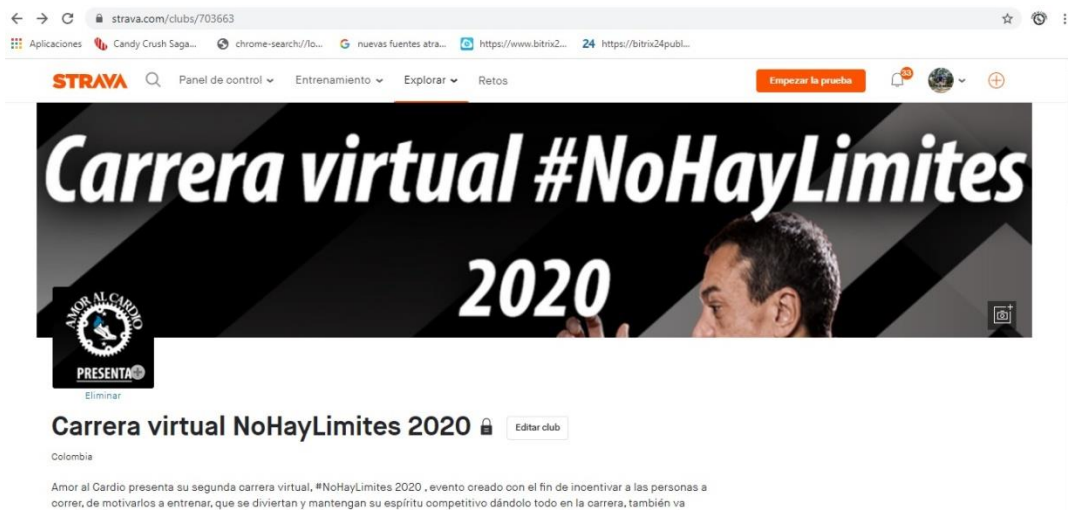 strava.com/clubs/703663
Aplicaciones Candy Crush Saga... chrome-search://lo... nuevas fuentes atra... https://www.bitrix2... 24 https://bitrix24publ...
STRAVA Panel de control Entrenamiento Explorar Retos Empezar la prueba 33
Carrera virtual #NoHayLimites
2020
AMOR AL CARDIO
PRESENTA
Eliminar
Carrera virtual NoHayLimites 2020 Editar club
Colombia
Amor al Cardio presenta su segunda carrera virtual, #NoHayLimites 2020 , evento creado con el fin de incentivar a las personas a
correr, de motivarlos a entrenar, que se diviertan y mantengan su espíritu competitivo dándolo todo en la carrera, también va